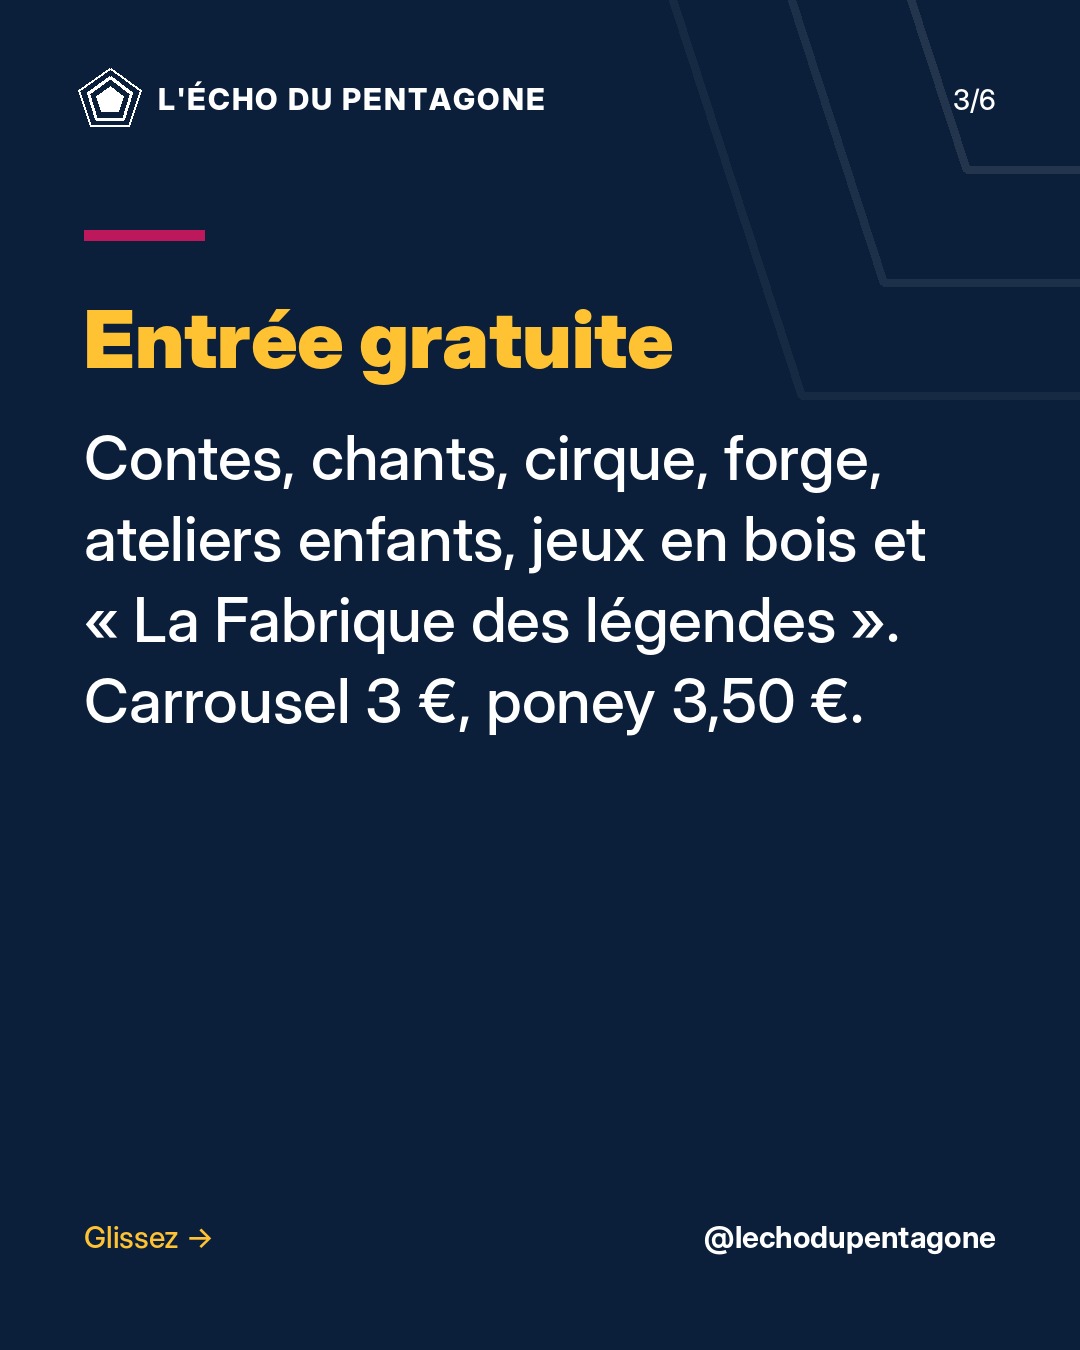 L'ÉCHO DU PENTAGONE
3/6
Entrée gratuite
Contes, chants, cirque, forge,
ateliers enfants, jeux en bois et
« La Fabrique des légendes ».
Carrousel 3 €, poney 3,50 €.
Glissez →
@lechodupentagone